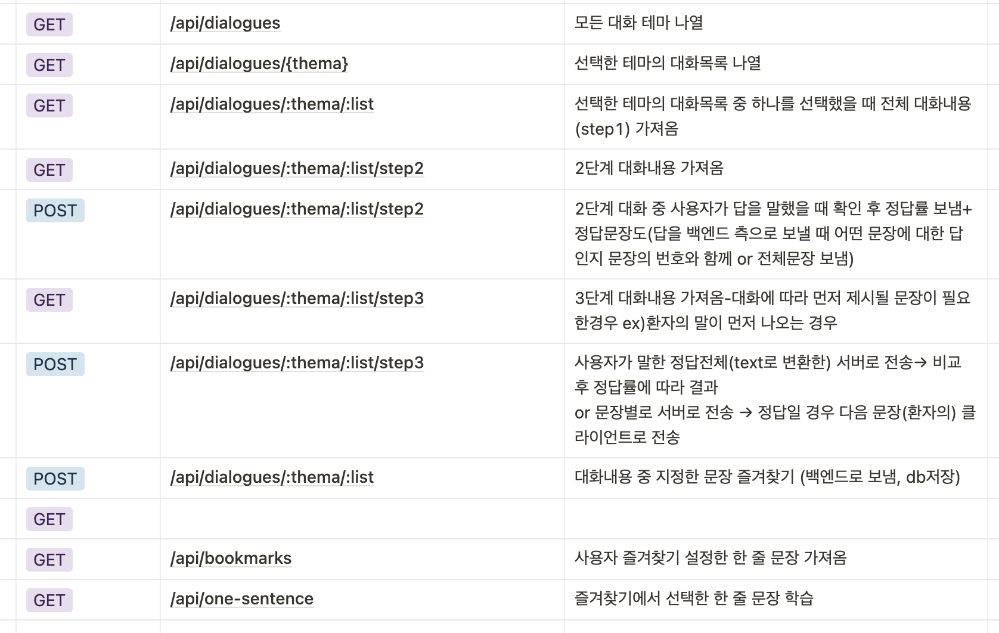 GET /api/dialogues 모든 대화 테마 나열
GET /api/dialogues/{thema} 선택한 테마의 대화목록 나열
GET /api/dialogues/:thema/:list 선택한 테마의 대화목록 중 하나를 선택했을 때 전체 대화내용
(step1) 가져옴
GET /api/dialogues/:thema/:list/step2 2단계 대화내용 가져옴
POST /api/dialogues/:thema/:list/step2 2단계 대화 중 사용자가 답을 말했을 때 확인 후 정답률 보냄+
정답문장도(답을 백엔드 측으로 보낼 때 어떤 문장에 대한 답
인지 문장의 번호와 함께 or 전체문장 보냄)
GET /api/dialogues/:thema/:list/step3 3단계 대화내용 가져옴-대화에 따라 먼저 제시될 문장이 필요
한경우 ex)환자의 말이 먼저 나오는 경우
POST /api/dialogues/:thema/:list/step3 사용자가 말한 정답전체(text로 변환한) 서버로 전송→ 비교
후 정답률에 따라 결과
or 문장별로 서버로 전송 → 정답일 경우 다음 문장(환자의) 클
라이언트로 전송
POST /api/dialogues/:thema/:list 대화내용 중 지정한 문장 즐겨찾기 (백엔드로 보냄, db저장)
GET
GET /api/bookmarks 사용자 즐겨찾기 설정한 한 줄 문장 가져옴
GET /api/one-sentence 즐겨찾기에서 선택한 한 줄 문장 학습